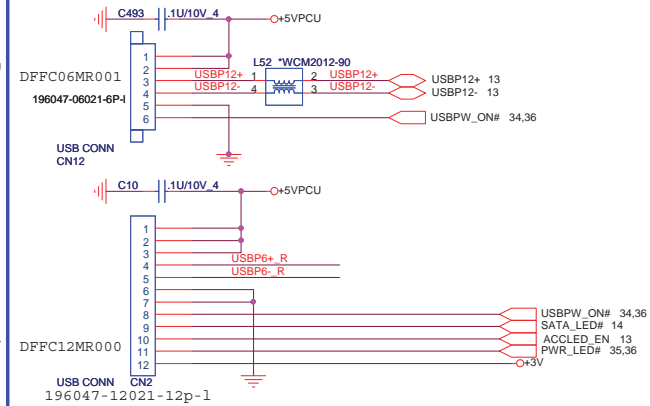 C493 .1U/10V_4 +5VPCU
L52 *WCM2012-90
1
2
DFFC06MR001 3 USBP12+ 1 2 USBP12+ USBP12+ 13
196047-06021-6P-l 4 USBP12- 4 3 USBP12- USBP12- 13
5
6 USBPW_ON# 34,36
USB CONN
CN12
C10 .1U/10V_4 +5VPCU
1
2
3
4 USBP6+_R
5 USBP6-_R
6
7
8 USBPW_ON# 34,36
9 SATA_LED# 14
10 ACCLED_EN 13
DFFC12MR000 11 PWR_LED# 35,36
12 +3V
USB CONN CN2
196047-12021-12p-l